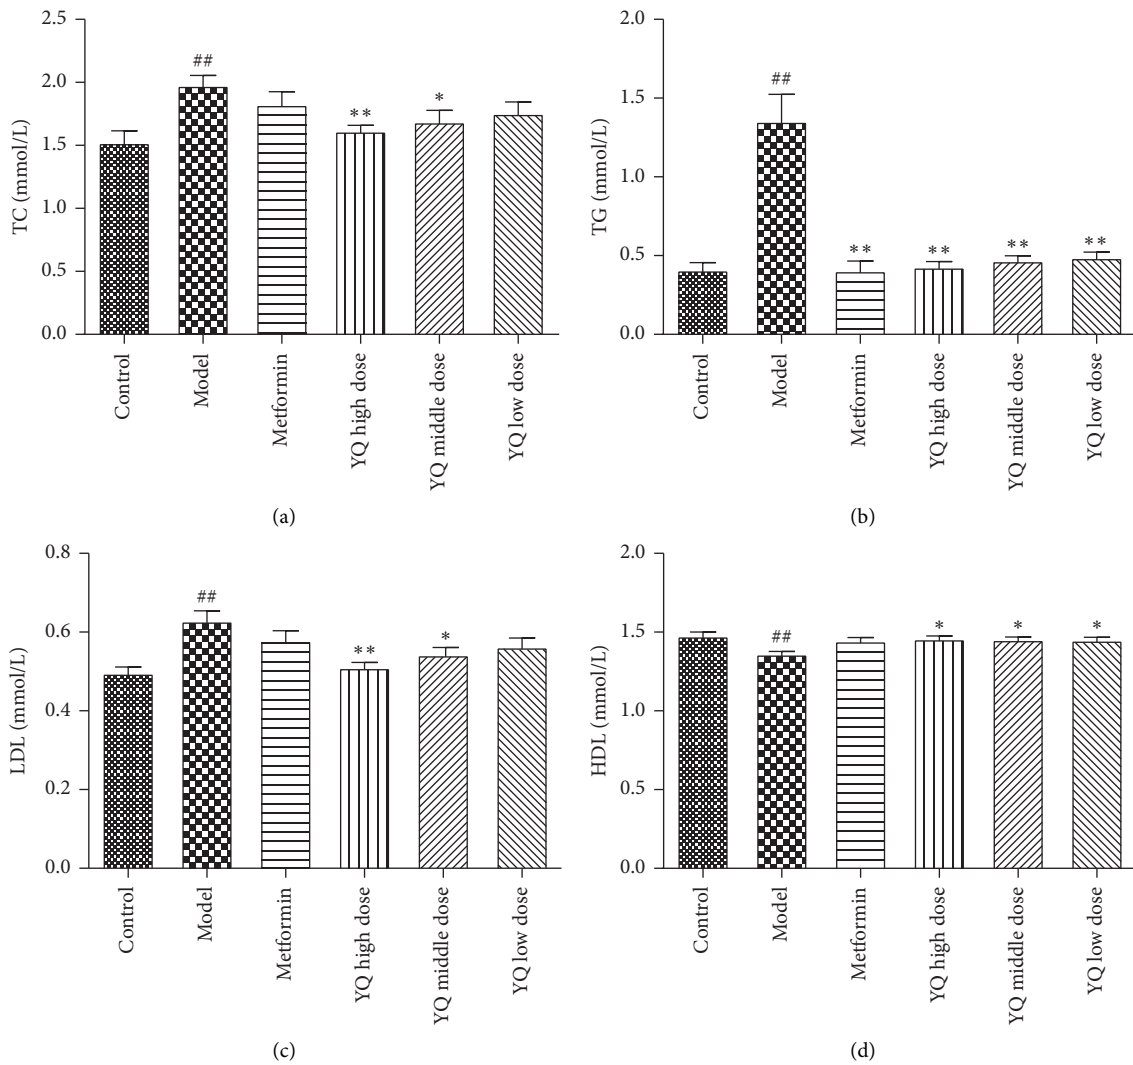 2.5
2.0
1.5
1.0
0.5
0.0
TC (mmol/L)
##
**
*
Control
Model
Metformin
YQ high dose
YQ middle dose
YQ low dose
(a)
2.0
1.5
1.0
0.5
0.0
TG (mmol/L)
##
**
**
**
**
Control
Model
Metformin
YQ high dose
YQ middle dose
YQ low dose
(b)
0.8
0.6
0.4
0.2
0.0
LDL (mmol/L)
##
**
*
Control
Model
Metformin
YQ high dose
YQ middle dose
YQ low dose
(c)
2.0
1.5
1.0
0.5
0.0
HDL (mmol/L)
##
*
*
*
Control
Model
Metformin
YQ high dose
YQ middle dose
YQ low dose
(d)